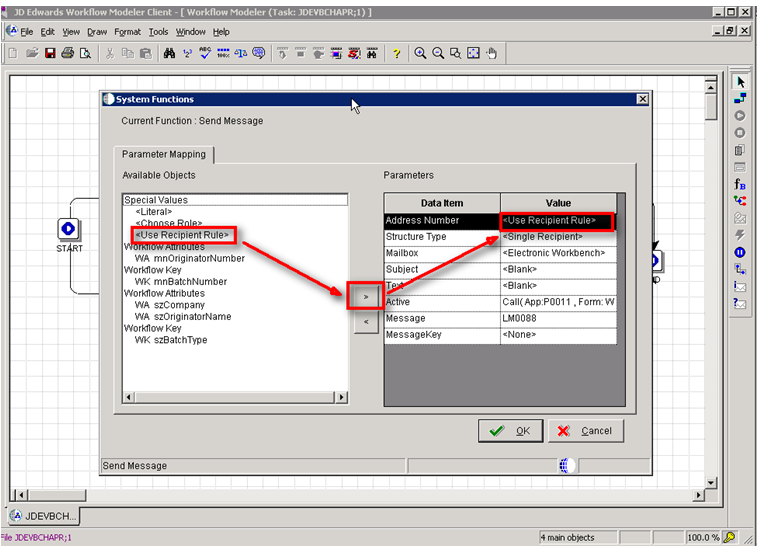 JD Edwards Workflow Modeler Client - [ Workflow Modeler (Task: JDEVBCHAPR;1) ]
File Edit View Draw Format Tools Window Help
System Functions
Current Function : Send Message
Parameter Mapping
Available Objects
Parameters
Special Values
<Literal>
<Choose Role>
<Use Recipient Rule>
Workflow Attributes
WA mnOriginatorNumber
Workflow Key
WK mnBatchNumber
Workflow Attributes
WA szCompany
WA szOriginatorName
Workflow Key
WK szBatchType
>
<
Data Item Value
Address Number <Use Recipient Rule>
Structure Type <Single Recipient>
Mailbox <Electronic Workbench>
Subject <Blank>
Text <Blank>
Active Call( App:P0011 , Form: W
Message LM0088
MessageKey <None>
START
OK Cancel
Send Message
JDEVBCH...
File JDEVBCHAPR;1
4 main objects
100.0 %